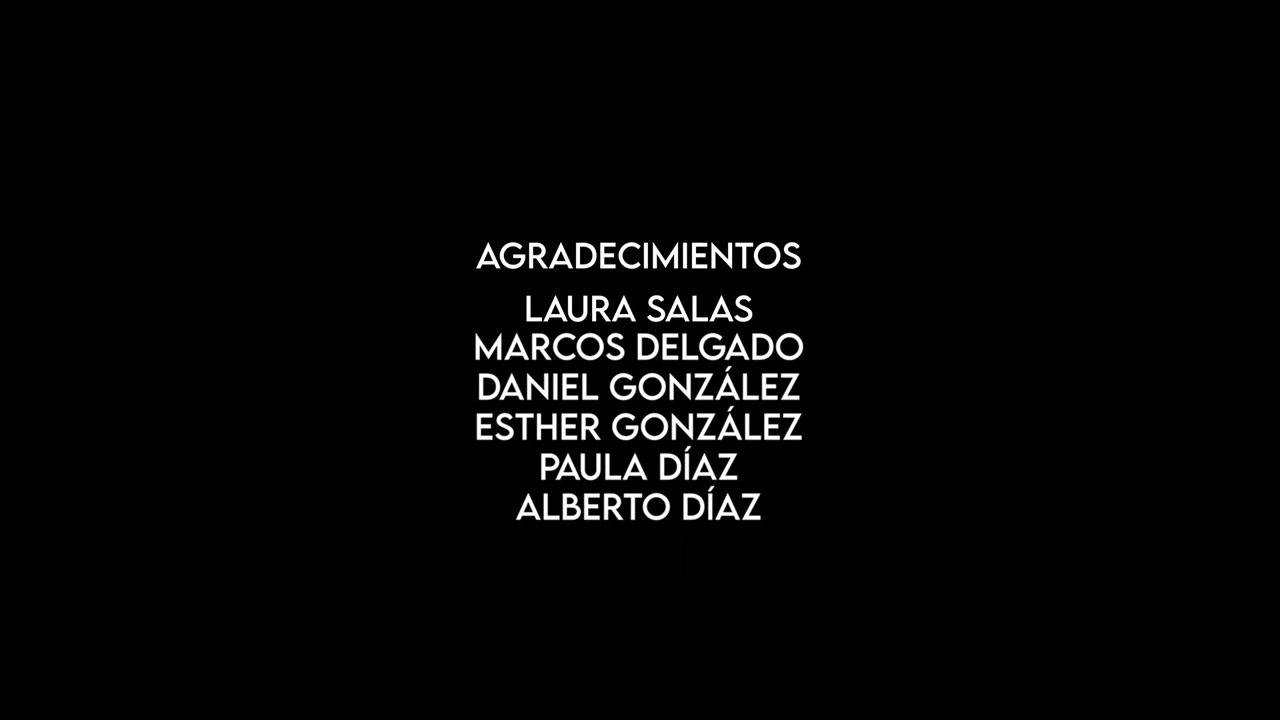 AGRADECIMIENTOS
LAURA SALAS
MARCOS DELGADO
DANIEL GONZÁLEZ
ESTHER GONZÁLEZ
PAULA DÍAZ
ALBERTO DÍAZ